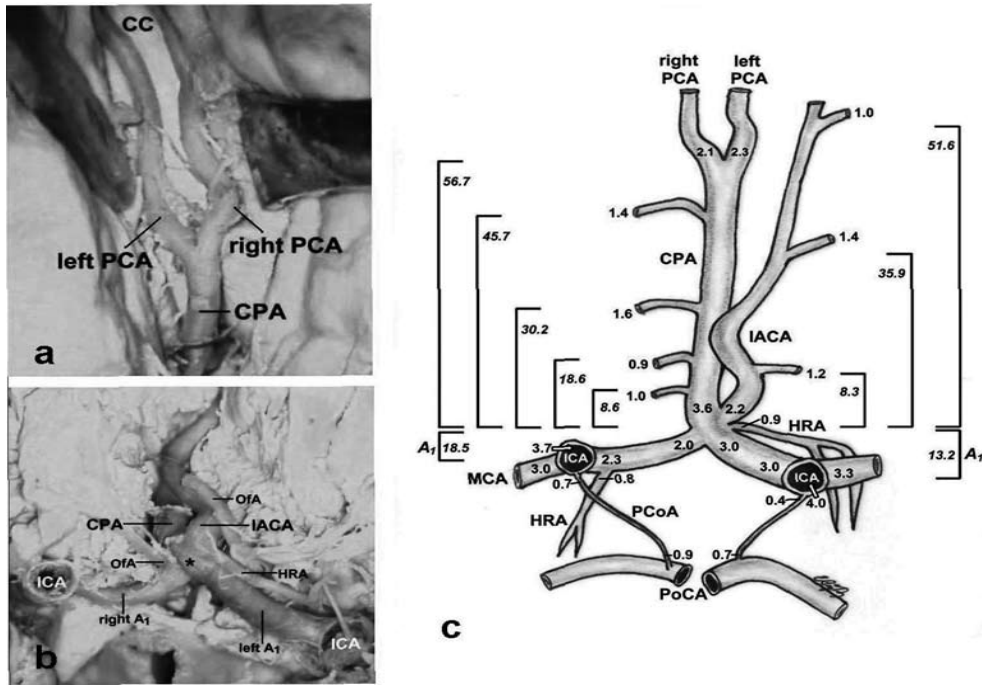 CC
left PCA
right PCA
CPA
a
OfA
CPA
IACA
OfA
*
HRA
ICA
right A1
left A1
ICA
b
right PCA
left PCA
1.0
2.1
2.3
56.7
51.6
1.4
45.7
1.4
CPA
35.9
1.6
30.2
IACA
0.9
18.6
1.2
1.0
8.6
8.3
3.6
2.2
0.9
HRA
A1
18.5
3.7
2.0
3.0
13.2
A1
ICA
2.3
3.0
MCA
3.0
ICA
3.3
0.7
0.8
0.4
4.0
HRA
PCoA
0.9
0.7
PoCA
c